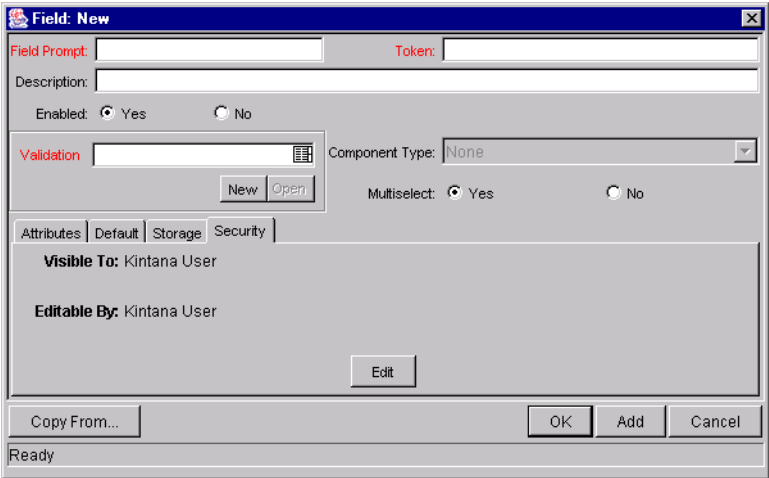 Field: New
Field Prompt: Token:
Description:
Enabled: Yes No
Validation Component Type: None
New Open Multiselect: Yes No
Attributes Default Storage Security
Visible To: Kintana User
Editable By: Kintana User
Edit
Copy From... OK Add Cancel
Ready